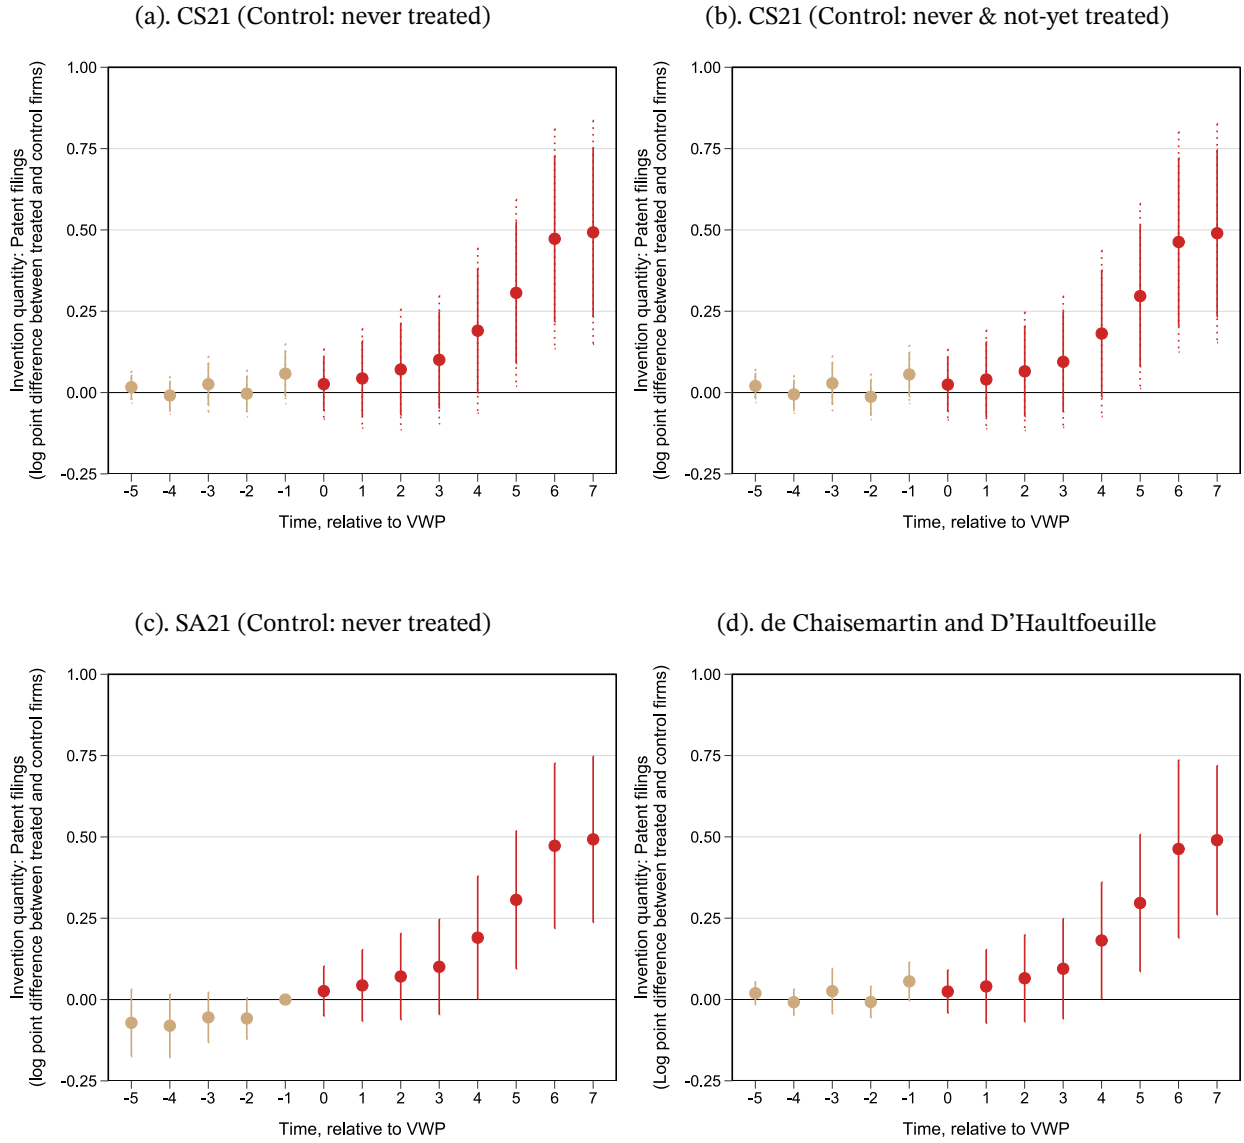 (a). CS21 (Control: never treated)
Invention quantity: Patent filings
(log point difference between treated and control firms)
1.00
0.75
0.50
0.25
0.00
-0.25
-5 -4 -3 -2 -1 0 1 2 3 4 5 6 7
Time, relative to VWP
(b). CS21 (Control: never & not-yet treated)
Invention quantity: Patent filings
(log point difference between treated and control firms)
1.00
0.75
0.50
0.25
0.00
-0.25
-5 -4 -3 -2 -1 0 1 2 3 4 5 6 7
Time, relative to VWP
(c). SA21 (Control: never treated)
Invention quantity: Patent filings
(log point difference between treated and control firms)
1.00
0.75
0.50
0.25
0.00
-0.25
-5 -4 -3 -2 -1 0 1 2 3 4 5 6 7
Time, relative to VWP
(d). de Chaisemartin and D'Haultfoeuille
Invention quantity: Patent filings
(Log point difference between treated and control firms)
1.00
0.75
0.50
0.25
0.00
-0.25
-5 -4 -3 -2 -1 0 1 2 3 4 5 6 7
Time, relative to VWP